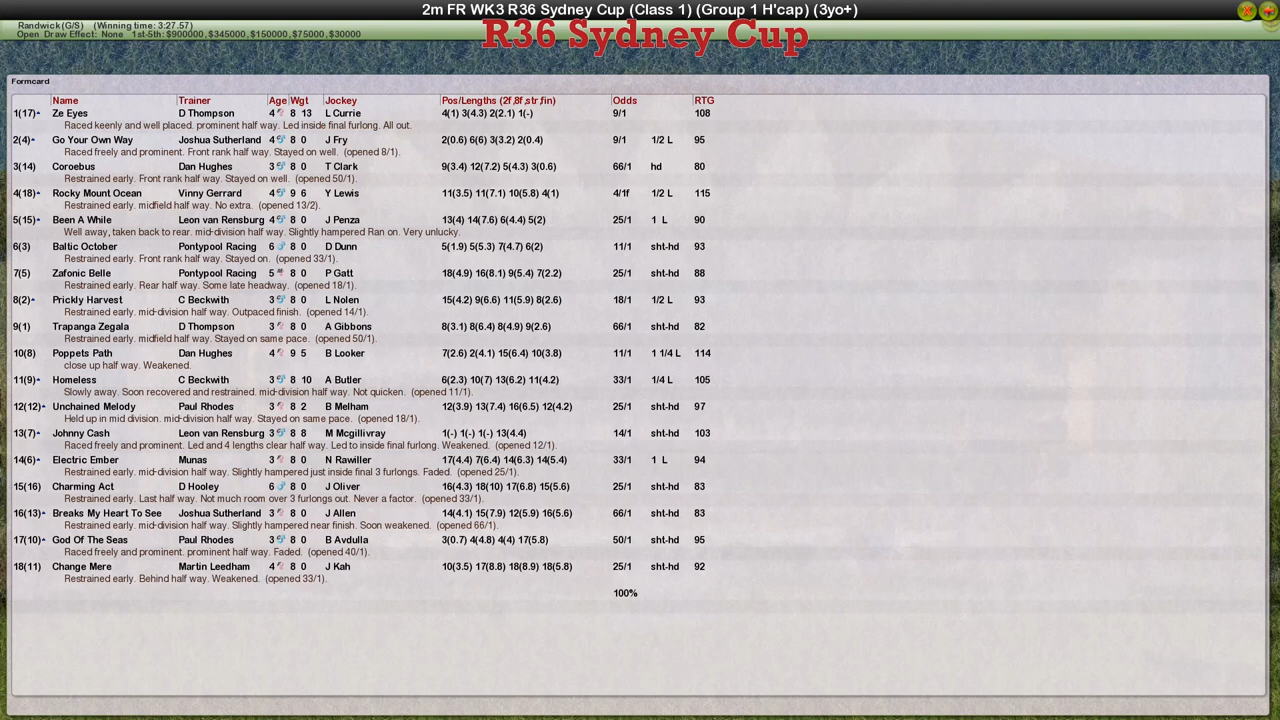 2m FR WK3 R36 Sydney Cup (Class 1) (Group 1 H'cap) (3yo+)
Randwick(G/S) (Winning time: 3:27.57)
Open Draw Effect: None 1st-5th: $900000,$345000,$150000,$75000,$30000
R36 Sydney Cup
Formcard
Name Trainer Age Wgt Jockey Pos/Lengths (2f,8f,str,fin) Odds RTG
1(17) Ze Eyes D Thompson 4 8 13 L Currie 4(1) 3(4.3) 2(2.1) 1(-) 9/1 108
Raced keenly and well placed. prominent half way. Led inside final furlong. All out.
2(4) Go Your Own Way Joshua Sutherland 4 8 0 J Fry 2(0.6) 6(6) 3(3.2) 2(0.4) 9/1 1/2 L 95
Raced freely and prominent. Front rank half way. Stayed on well. (opened 8/1).
3(14) Coroebus Dan Hughes 3 8 0 T Clark 9(3.4) 12(7.2) 5(4.3) 3(0.6) 66/1 hd 80
Restrained early. Front rank half way. Stayed on well. (opened 50/1).
4(18) Rocky Mount Ocean Vinny Gerrard 4 9 6 Y Lewis 11(3.5) 11(7.1) 10(5.8) 4(1) 4/1f 1/2 L 115
Restrained early. midfield half way. No extra. (opened 13/2).
5(15) Been A While Leon van Rensburg 4 8 0 J Penza 13(4) 14(7.6) 6(4.4) 5(2) 25/1 1 L 90
Well away, taken back to rear. mid-division half way. Slightly hampered Ran on. Very unlucky.
6(3) Baltic October Pontypool Racing 6 8 0 D Dunn 5(1.9) 5(5.3) 7(4.7) 6(2) 11/1 sht-hd 93
Restrained early. Front rank half way. Stayed on. (opened 33/1).
7(5) Zafonic Belle Pontypool Racing 5 8 0 P Gatt 18(4.9) 16(8.1) 9(5.4) 7(2.2) 25/1 sht-hd 88
Restrained early. Rear half way. Some late headway. (opened 18/1).
8(2) Prickly Harvest C Beckwith 3 8 0 L Nolen 15(4.2) 9(6.6) 11(5.9) 8(2.6) 18/1 1/2 L 93
Restrained early. mid-division half way. Outpaced finish. (opened 14/1).
9(1) Trapanga Zegala D Thompson 3 8 0 A Gibbons 8(3.1) 8(6.4) 8(4.9) 9(2.6) 66/1 sht-hd 82
Restrained early. midfield half way. Stayed on same pace. (opened 50/1).
10(8) Poppets Path Dan Hughes 4 9 5 B Looker 7(2.6) 2(4.1) 15(6.4) 10(3.8) 11/1 1 1/4 L 114
close up half way. Weakened.
11(9) Homeless C Beckwith 3 8 10 A Butler 6(2.3) 10(7) 13(6.2) 11(4.2) 33/1 1/4 L 105
Slowly away. Soon recovered and restrained. mid-division half way. Not quicken. (opened 11/1).
12(12) Unchained Melody Paul Rhodes 3 8 2 B Melham 12(3.9) 13(7.4) 16(6.5) 12(4.2) 25/1 sht-hd 97
Held up in mid division. mid-division half way. Stayed on same pace. (opened 18/1).
13(7) Johnny Cash Leon van Rensburg 3 8 8 M Mcgillivray 1(-) 1(-) 1(-) 13(4.4) 14/1 sht-hd 103
Raced freely and prominent. Led and 4 lengths clear half way. Led to inside final furlong. Weakened. (opened 12/1).
14(6) Electric Ember Munas 3 8 0 N Rawiller 17(4.4) 7(6.4) 14(6.3) 14(5.4) 33/1 1 L 94
Restrained early. mid-division half way. Slightly hampered just inside final 3 furlongs. Faded. (opened 25/1).
15(16) Charming Act D Hooley 6 8 0 J Oliver 16(4.3) 18(10) 17(6.8) 15(5.6) 25/1 sht-hd 83
Restrained early. Last half way. Not much room over 3 furlongs out. Never a factor. (opened 33/1).
16(13) Breaks My Heart To See Joshua Sutherland 3 8 0 J Allen 14(4.1) 15(7.9) 12(5.9) 16(5.6) 66/1 sht-hd 83
Restrained early. mid-division half way. Slightly hampered near finish. Soon weakened. (opened 66/1).
17(10) God Of The Seas Paul Rhodes 3 8 0 B Avdulla 3(0.7) 4(4.8) 4(4) 17(5.8) 50/1 sht-hd 95
Raced freely and prominent. prominent half way. Faded. (opened 40/1).
18(11) Change Mere Martin Leedham 4 8 0 J Kah 10(3.5) 17(8.8) 18(8.9) 18(5.8) 25/1 sht-hd 92
Restrained early. Behind half way. Weakened. (opened 33/1).
100%